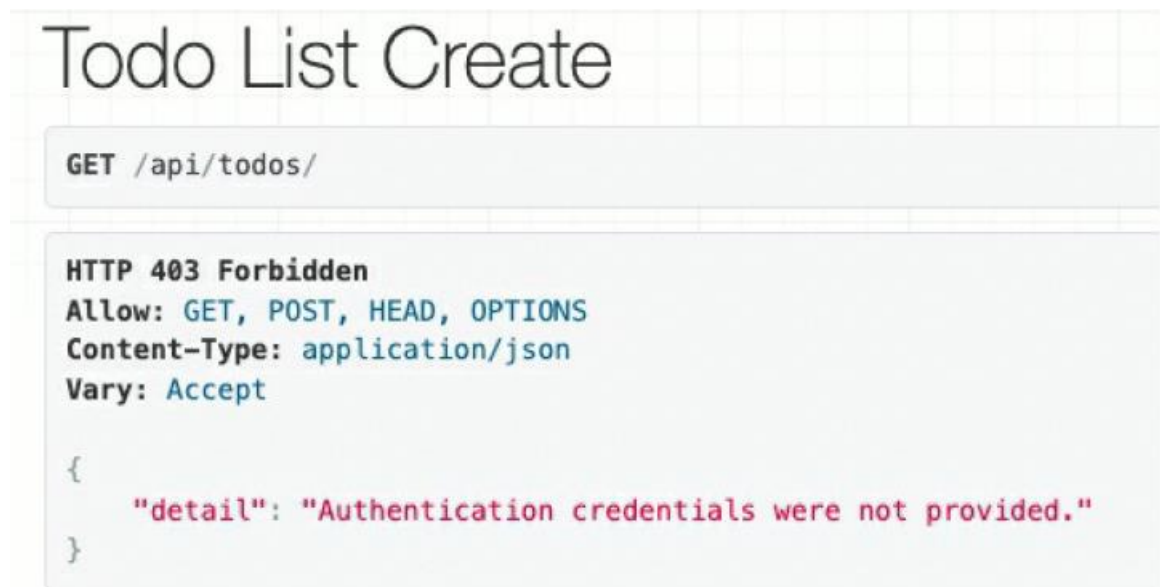 Todo List Create
GET /api/todos/
HTTP 403 Forbidden
Allow: GET, POST, HEAD, OPTIONS
Content-Type: application/json
Vary: Accept
{
    "detail": "Authentication credentials were not provided."
}